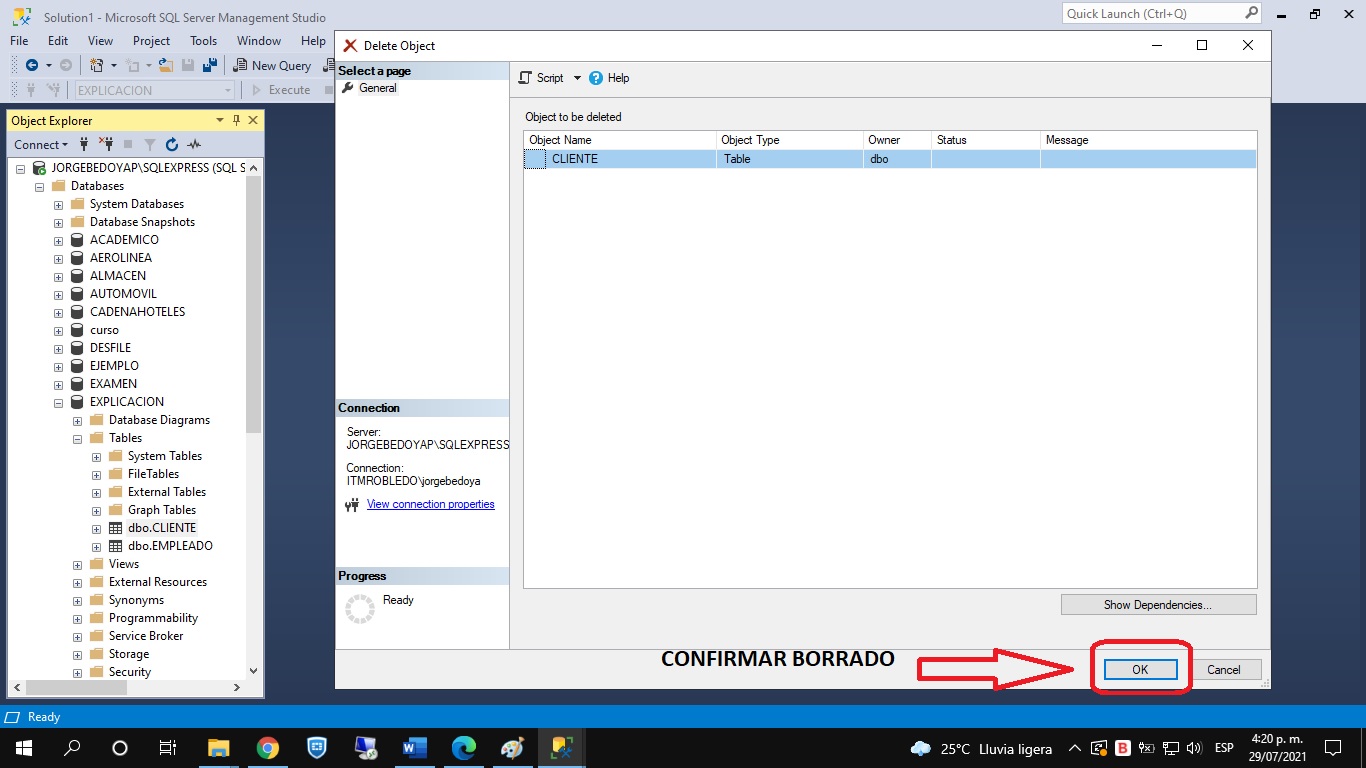 Solution1 - Microsoft SQL Server Management Studio
Quick Launch (Ctrl+Q)
File Edit View Project Tools Window Help
New Query
EXPLICACION
Execute
Object Explorer
Connect
JORGEBEDOYAP\SQLEXPRESS (SQL S
Databases
System Databases
Database Snapshots
ACADEMICO
AEROLINEA
ALMACEN
AUTOMOVIL
CADENAHOTELES
curso
DESFILE
EJEMPLO
EXAMEN
EXPLICACION
Database Diagrams
Tables
System Tables
FileTables
External Tables
Graph Tables
dbo.CLIENTE
dbo.EMPLEADO
Views
External Resources
Synonyms
Programmability
Service Broker
Storage
Security
Delete Object
Select a page
General
Connection
Server:
JORGEBEDOYAP\SQLEXPRESS
Connection:
ITMROBLEDO\jorgebedoya
View connection properties
Progress
Ready
Script Help
Object to be deleted
Object Name Object Type Owner Status Message
CLIENTE Table dbo
Show Dependencies...
CONFIRMAR BORRADO
OK Cancel
Ready
25°C Lluvia ligera
ESP
4:20 p. m.
29/07/2021